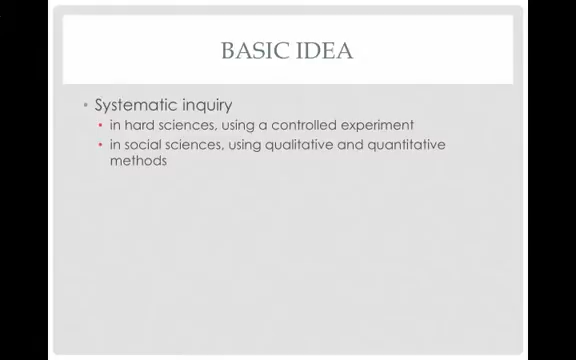 BASIC IDEA
• Systematic inquiry
• in hard sciences, using a controlled experiment
• in social sciences, using qualitative and quantitative
methods